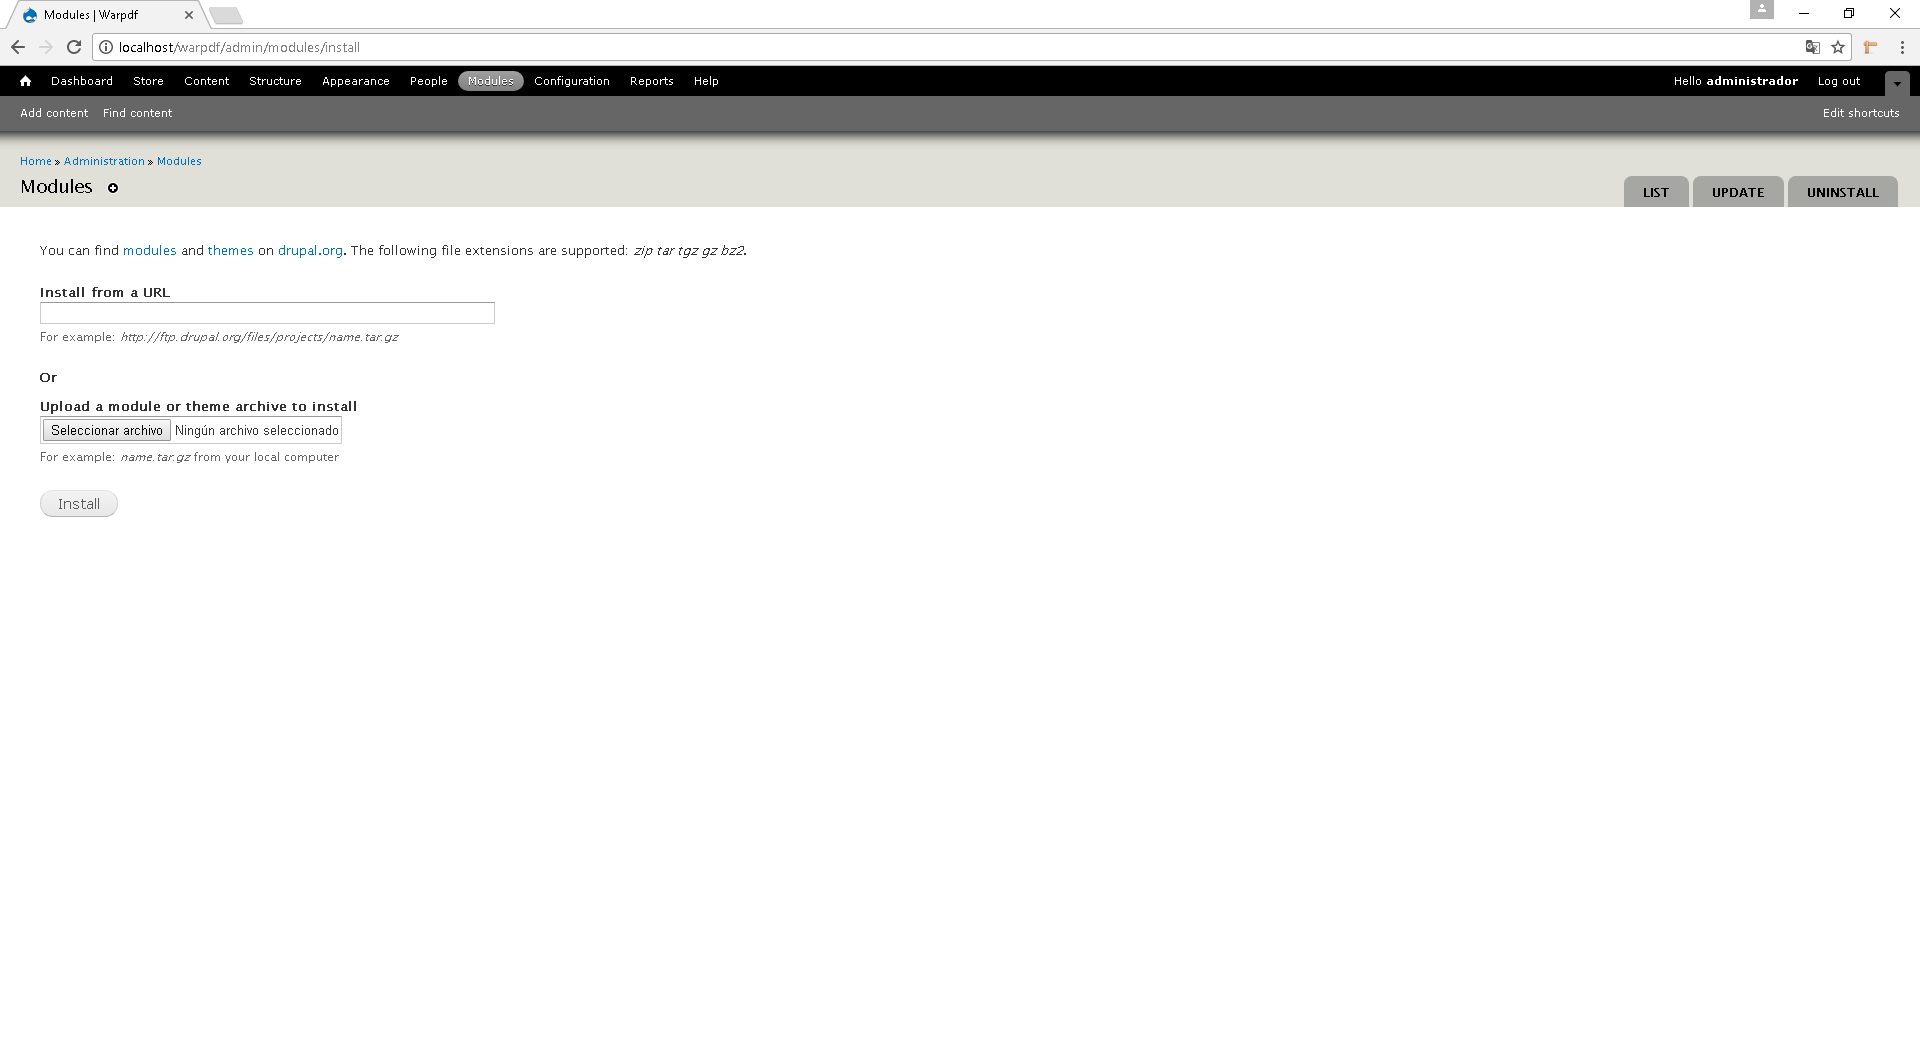 Modules | Warpdf
localhost/warpdf/admin/modules/install
Dashboard Store Content Structure Appearance People Modules Configuration Reports Help Hello administrador Log out
Add content Find content Edit shortcuts
Home » Administration » Modules
Modules
LIST UPDATE UNINSTALL
You can find modules and themes on drupal.org. The following file extensions are supported: zip tar tgz gz bz2.
Install from a URL
For example: http://ftp.drupal.org/files/projects/name.tar.gz
Or
Upload a module or theme archive to install
Seleccionar archivo Ningún archivo seleccionado
For example: name.tar.gz from your local computer
Install